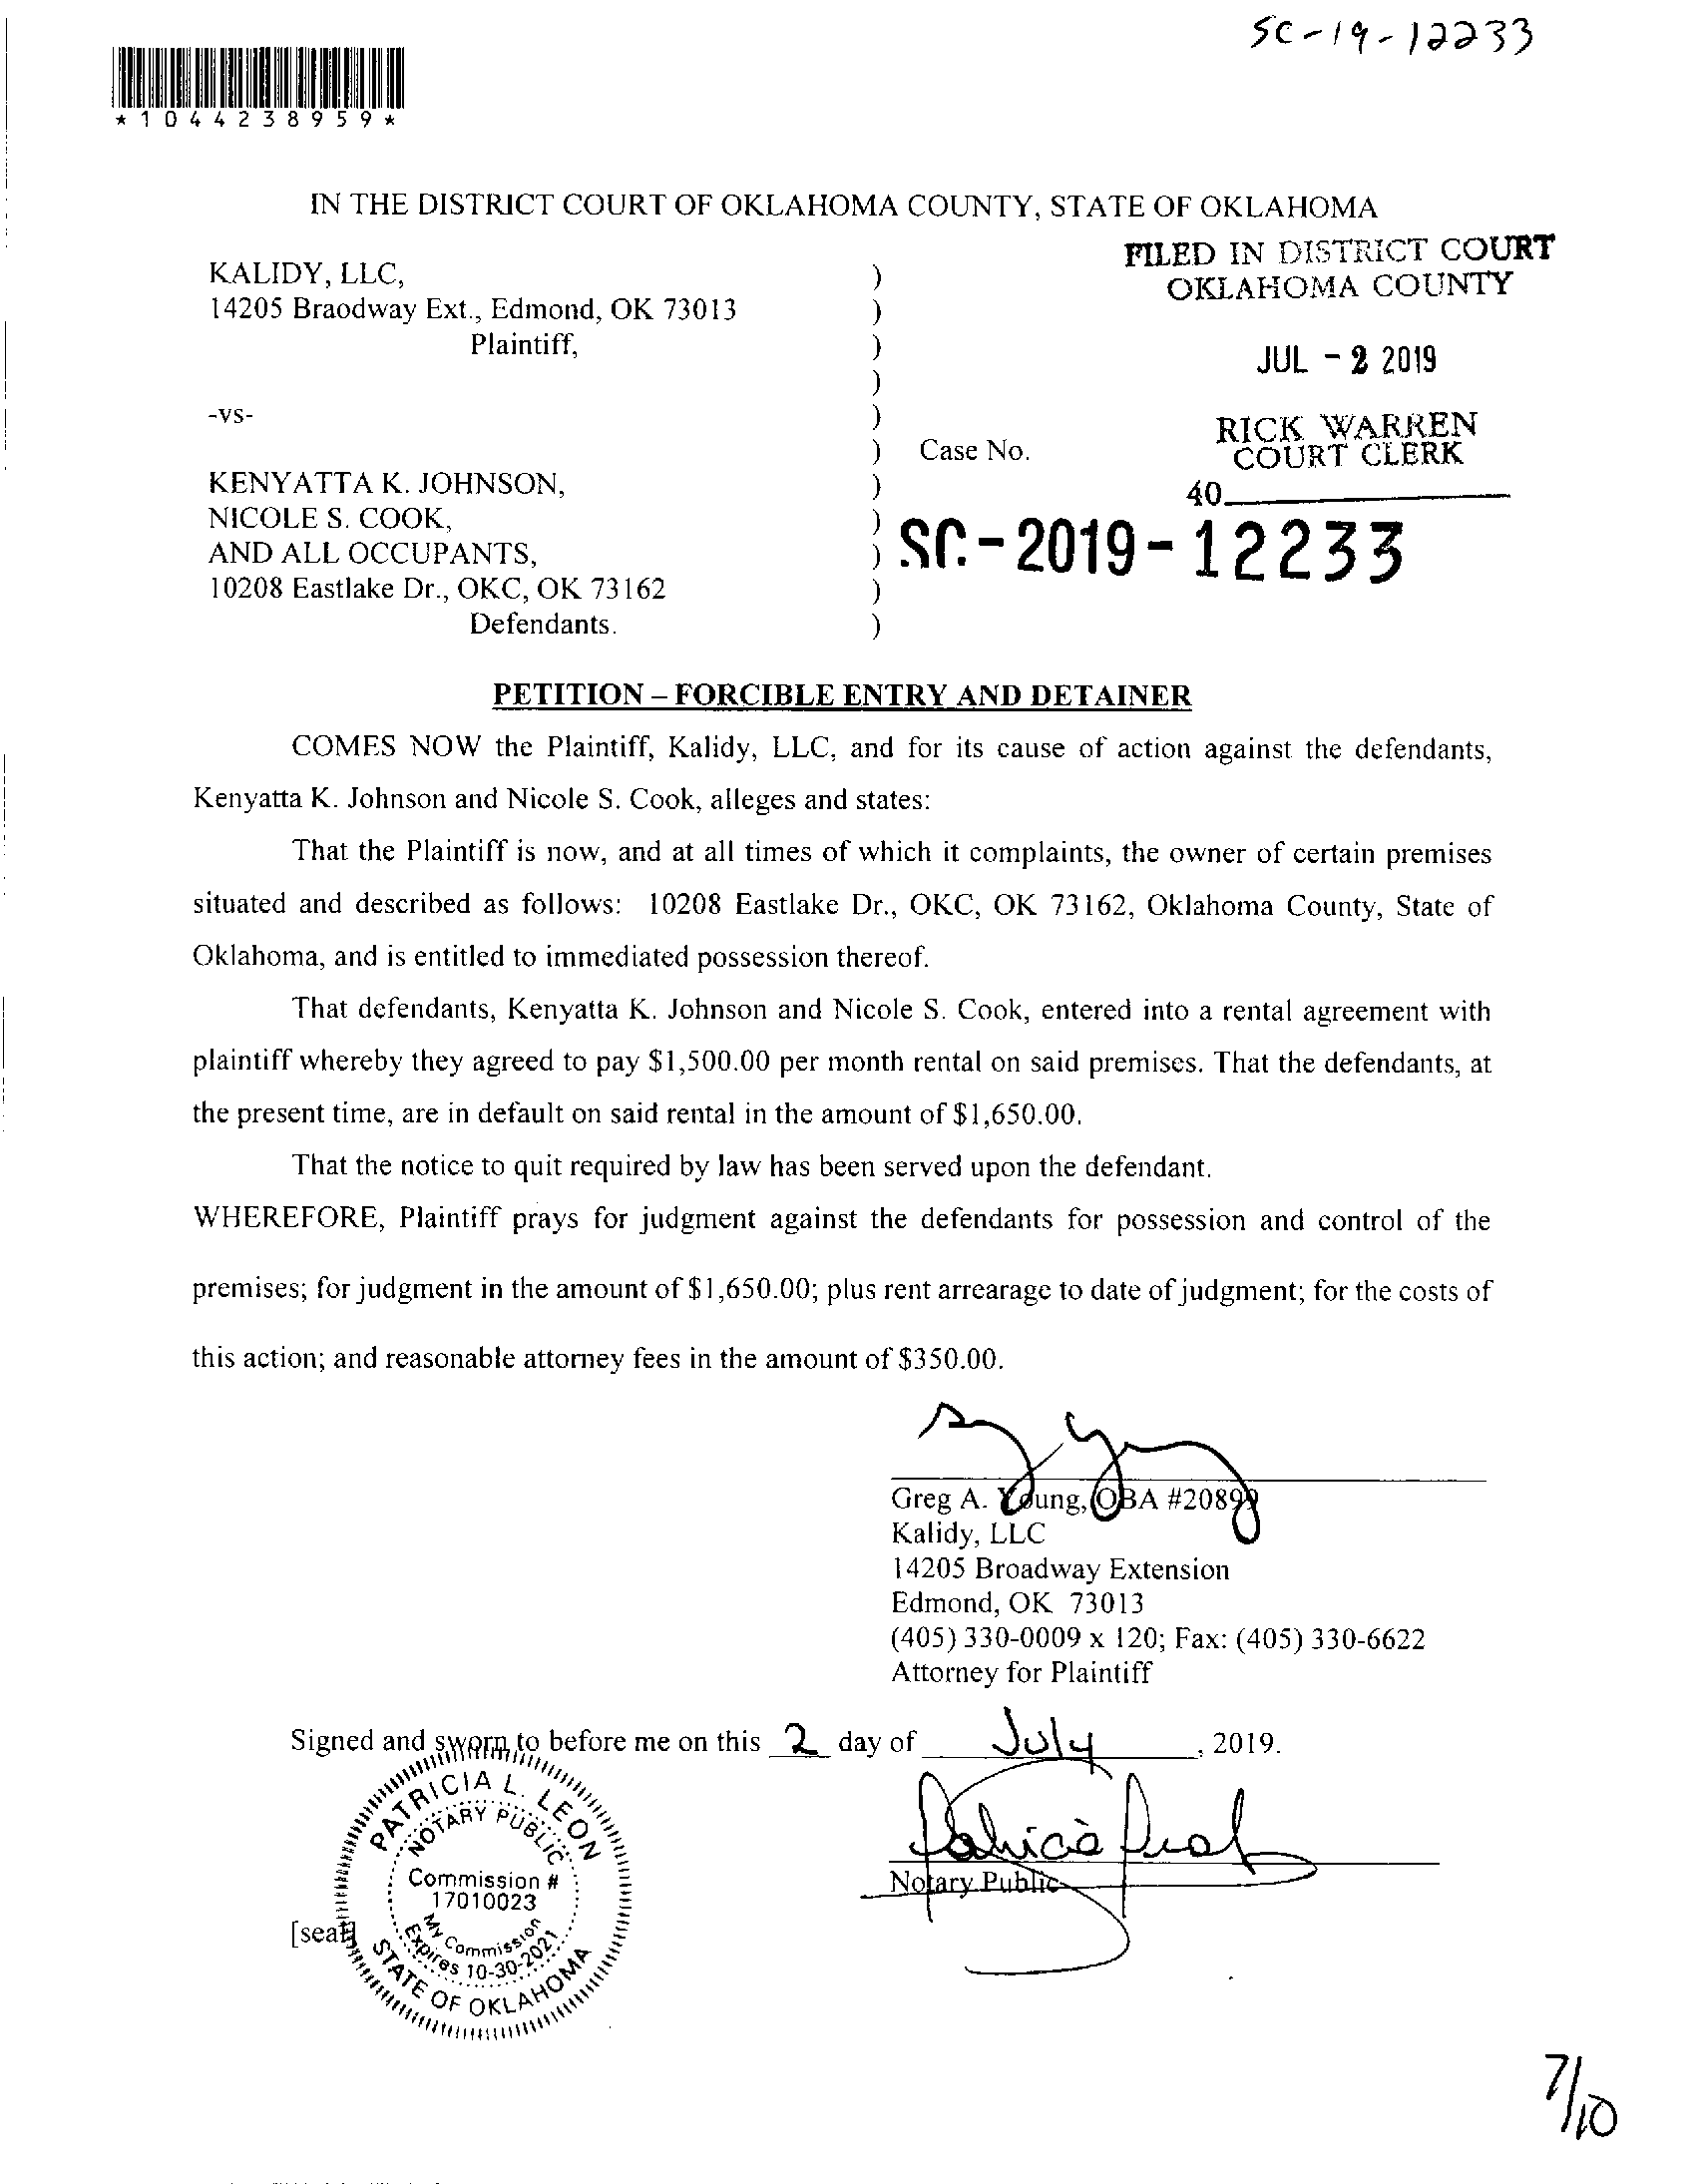 SC-19-12233
*1044238959*
IN THE DISTRICT COURT OF OKLAHOMA COUNTY, STATE OF OKLAHOMA
FILED IN DISTRICT COURT
OKLAHOMA COUNTY
JUL - 2 2019
RICK WARREN
COURT CLERK
40
KALIDY, LLC, )
14205 Braodway Ext., Edmond, OK 73013 )
Plaintiff, )
)
-vs- )
) Case No.
KENYATTA K. JOHNSON, )
NICOLE S. COOK, )
AND ALL OCCUPANTS, ) SC-2019-12233
10208 Eastlake Dr., OKC, OK 73162 )
Defendants. )
PETITION – FORCIBLE ENTRY AND DETAINER
COMES NOW the Plaintiff, Kalidy, LLC, and for its cause of action against the defendants,
Kenyatta K. Johnson and Nicole S. Cook, alleges and states:
That the Plaintiff is now, and at all times of which it complaints, the owner of certain premises
situated and described as follows: 10208 Eastlake Dr., OKC, OK 73162, Oklahoma County, State of
Oklahoma, and is entitled to immediated possession thereof.
That defendants, Kenyatta K. Johnson and Nicole S. Cook, entered into a rental agreement with
plaintiff whereby they agreed to pay $1,500.00 per month rental on said premises. That the defendants, at
the present time, are in default on said rental in the amount of $1,650.00.
That the notice to quit required by law has been served upon the defendant.
WHEREFORE, Plaintiff prays for judgment against the defendants for possession and control of the
premises; for judgment in the amount of $1,650.00; plus rent arrearage to date of judgment; for the costs of
this action; and reasonable attorney fees in the amount of $350.00.
Greg A. Young, OBA #20899
Kalidy, LLC
14205 Broadway Extension
Edmond, OK 73013
(405) 330-0009 x 120; Fax: (405) 330-6622
Attorney for Plaintiff
Signed and sworn to before me on this 2 day of July, 2019.
Notary Public
[seal]
PATRICIA L. LEON
NOTARY PUBLIC
Commission #
17010023
My Commission
Expires 10-30-2021
STATE OF OKLAHOMA
7/10